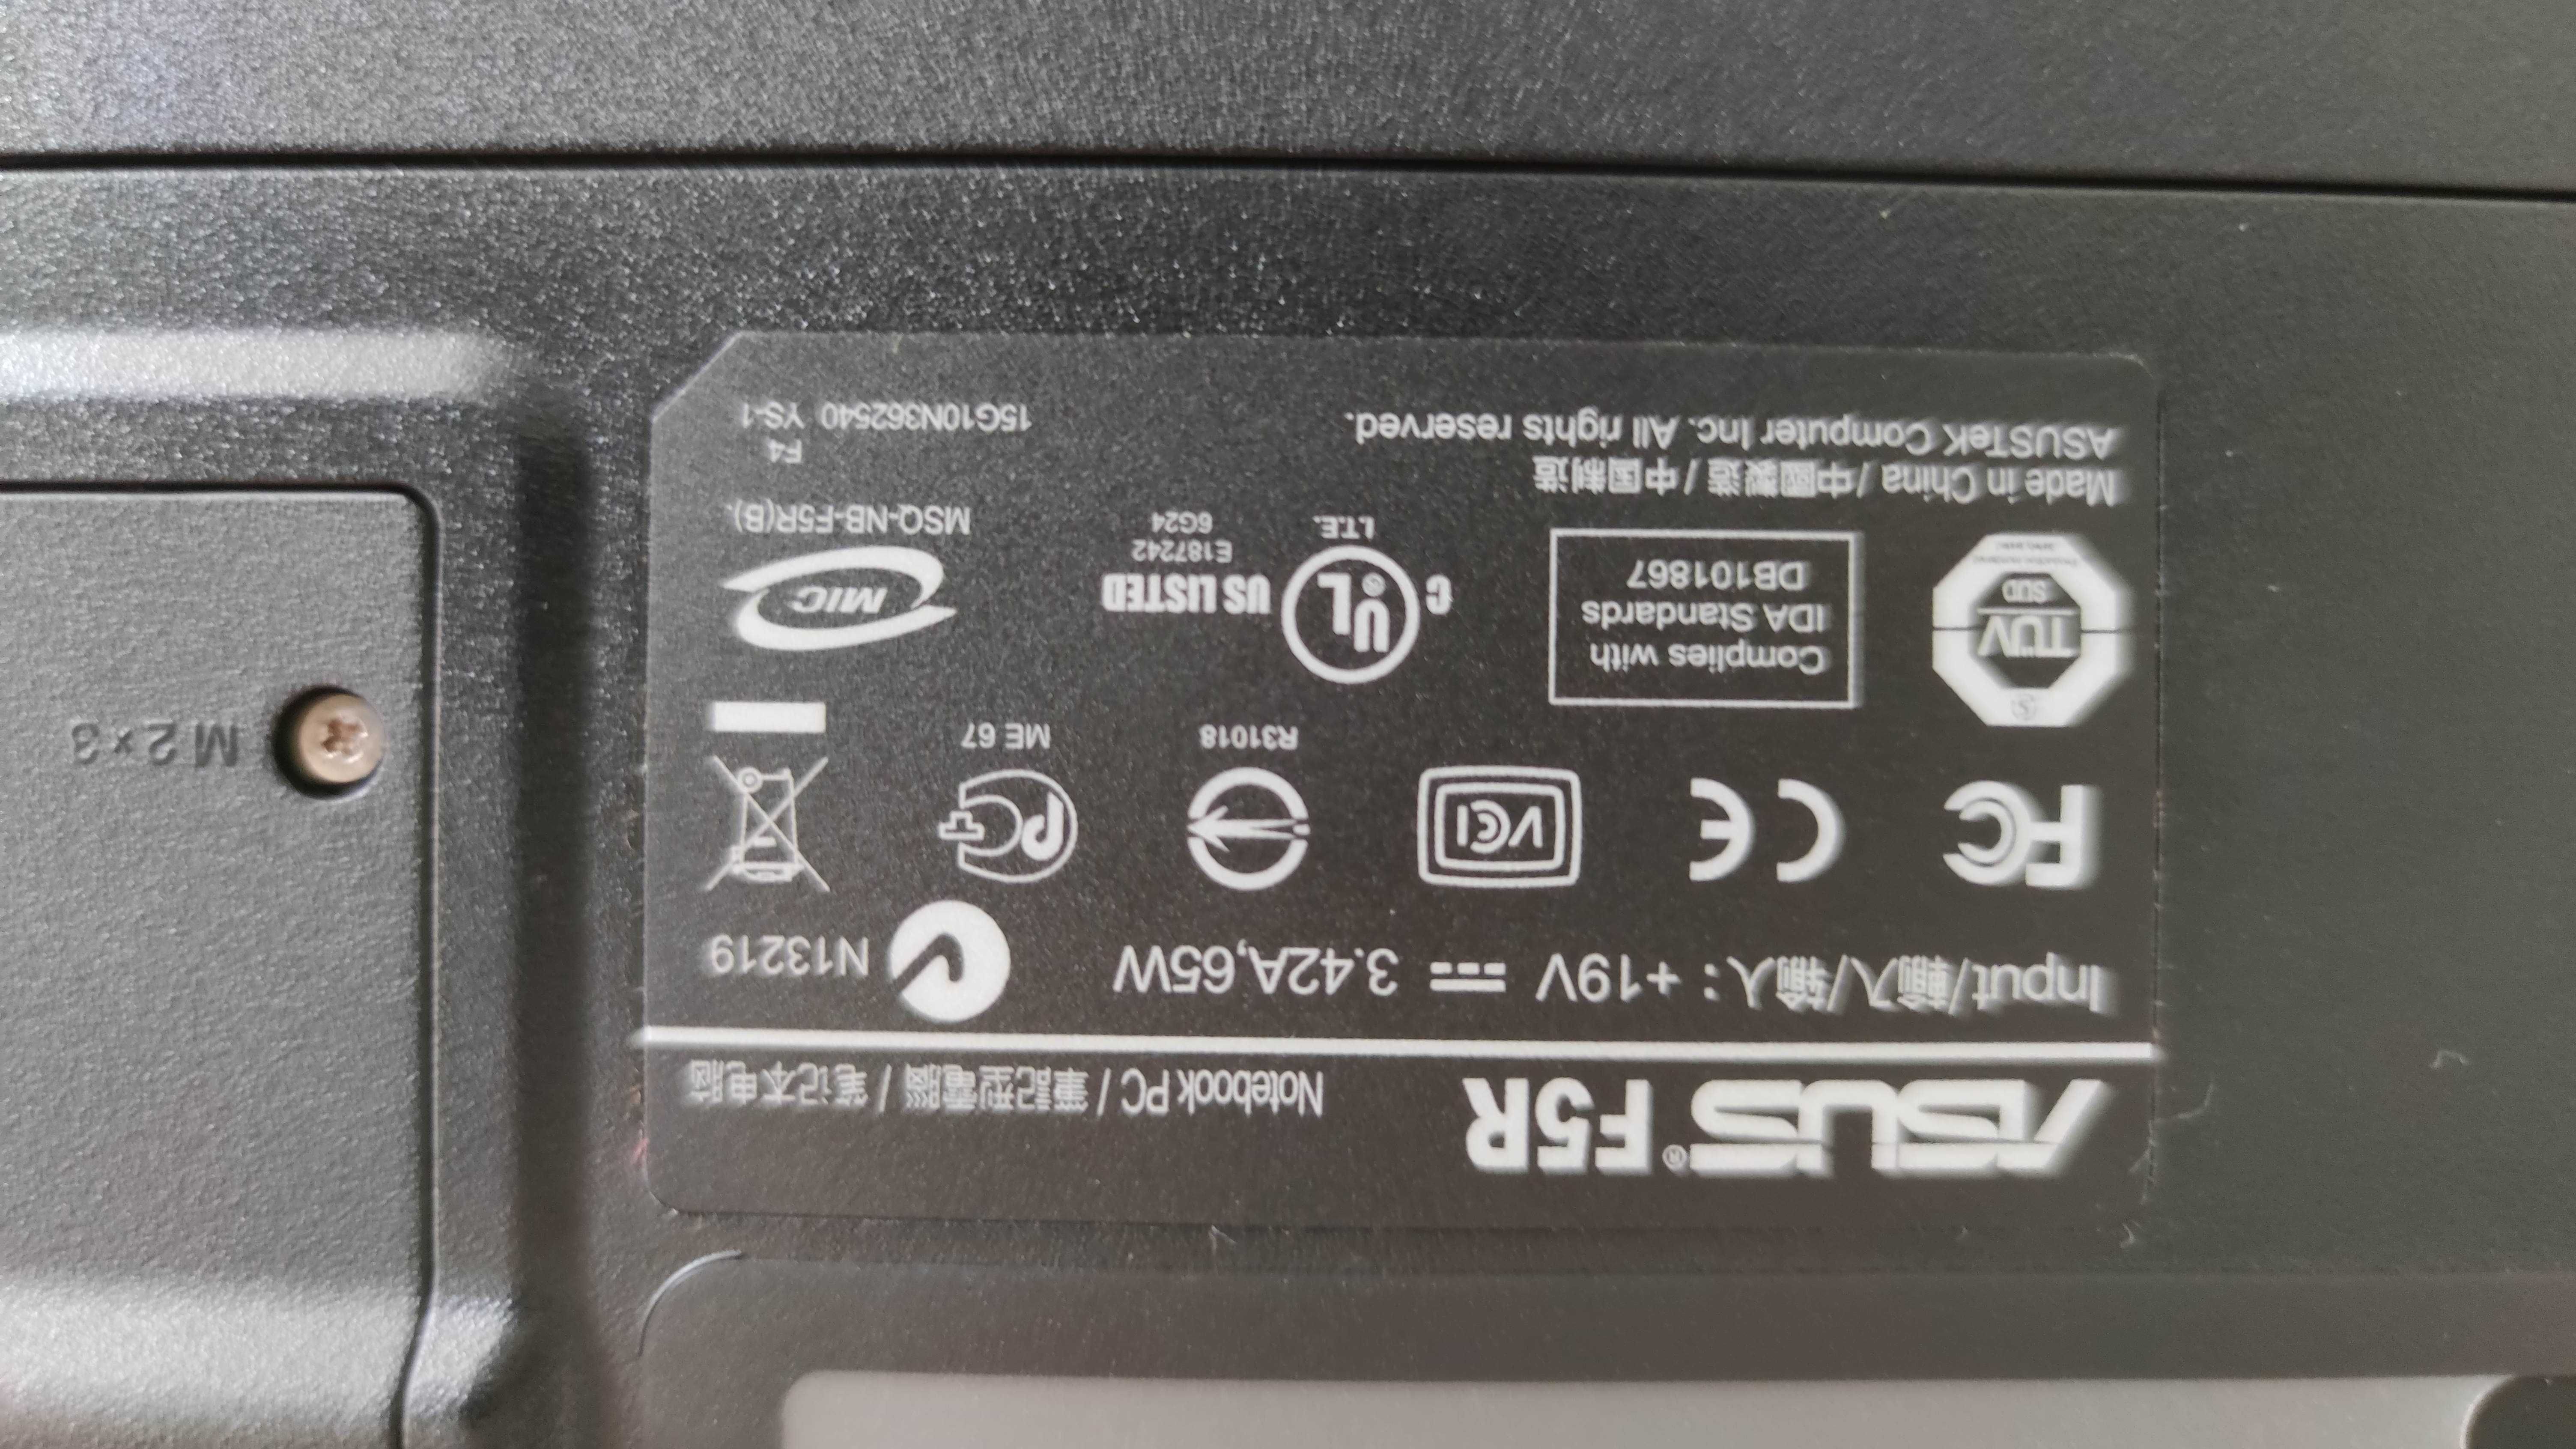 ASUS® F5R
Notebook PC / 筆記型電腦 / 笔记本电脑
Input/輸入/输入: +19V ⎓ 3.42A,65W
N13219
FC
CE
VCI
R31018
PCT
ME 67
TÜV
SÜD
Complies with
IDA Standards
DB101867
C UL® US LISTED
I.T.E.
E187242
6G24
MIC
MSQ-NB-F5R(B).
Made in China / 中國製造 / 中国制造
ASUSTeK Computer Inc. All rights reserved.
F4
15G10N362540 YS-1
M2×3